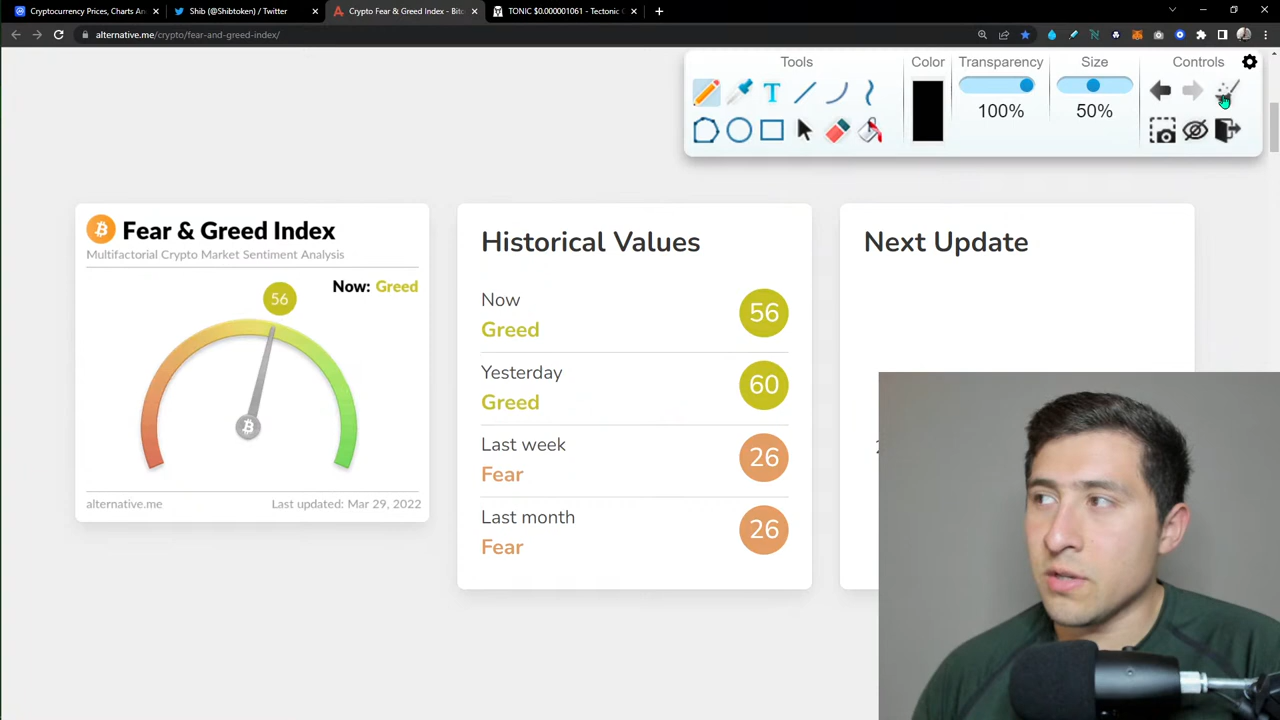 Cryptocurrency Prices, Charts An
Shib (@Shibtoken) / Twitter
Crypto Fear & Greed Index - Bitc
TONIC $0.000001061 - Tectonic
alternative.me/crypto/fear-and-greed-index/
Tools
Color
Transparency
Size
Controls
T
100%
50%
Fear & Greed Index
Multifactorial Crypto Market Sentiment Analysis
Now: Greed
56
alternative.me
Last updated: Mar 29, 2022
Historical Values
Now
Greed
56
Yesterday
Greed
60
Last week
Fear
26
Last month
Fear
26
Next Update